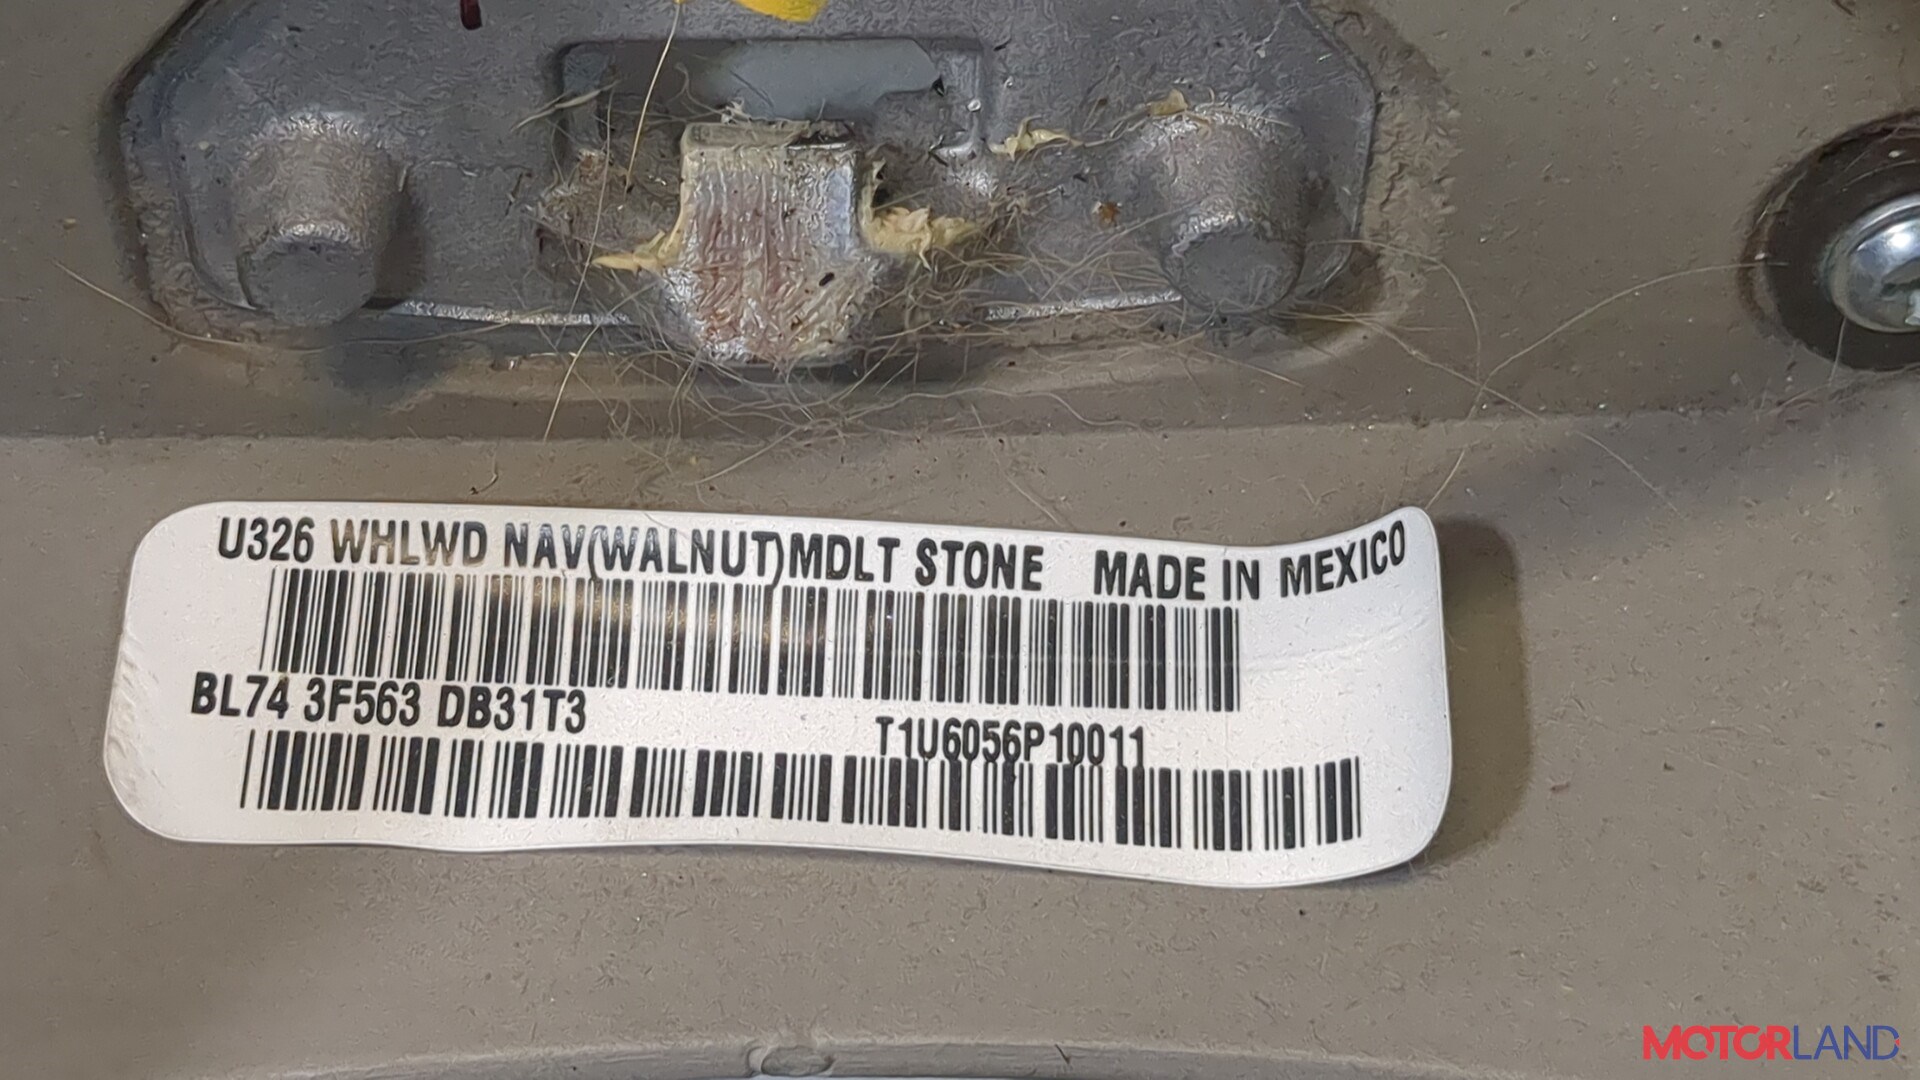 U326 WHLWD NAV(WALNUT)MDLT STONE MADE IN MEXICO
BL74 3F563 DB31T3
T1U6056P10011
MOTORLAND